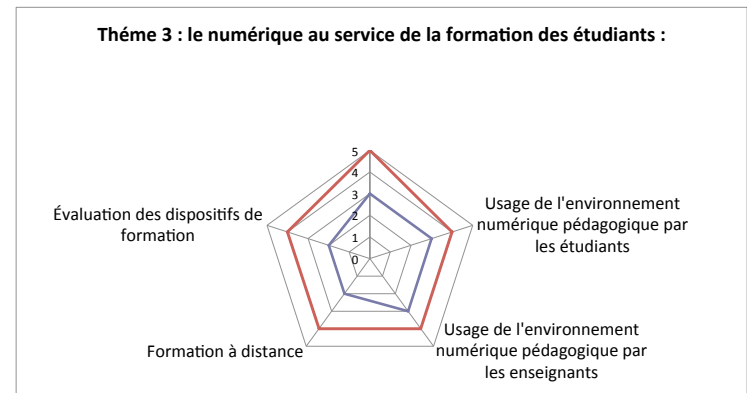 Théme 3 : le numérique au service de la formation des étudiants :
5
4
3
2
1
0
Usage de l'environnement
numérique pédagogique par
les étudiants
Usage de l'environnement
numérique pédagogique par
les enseignants
Formation à distance
Évaluation des dispositifs de
formation